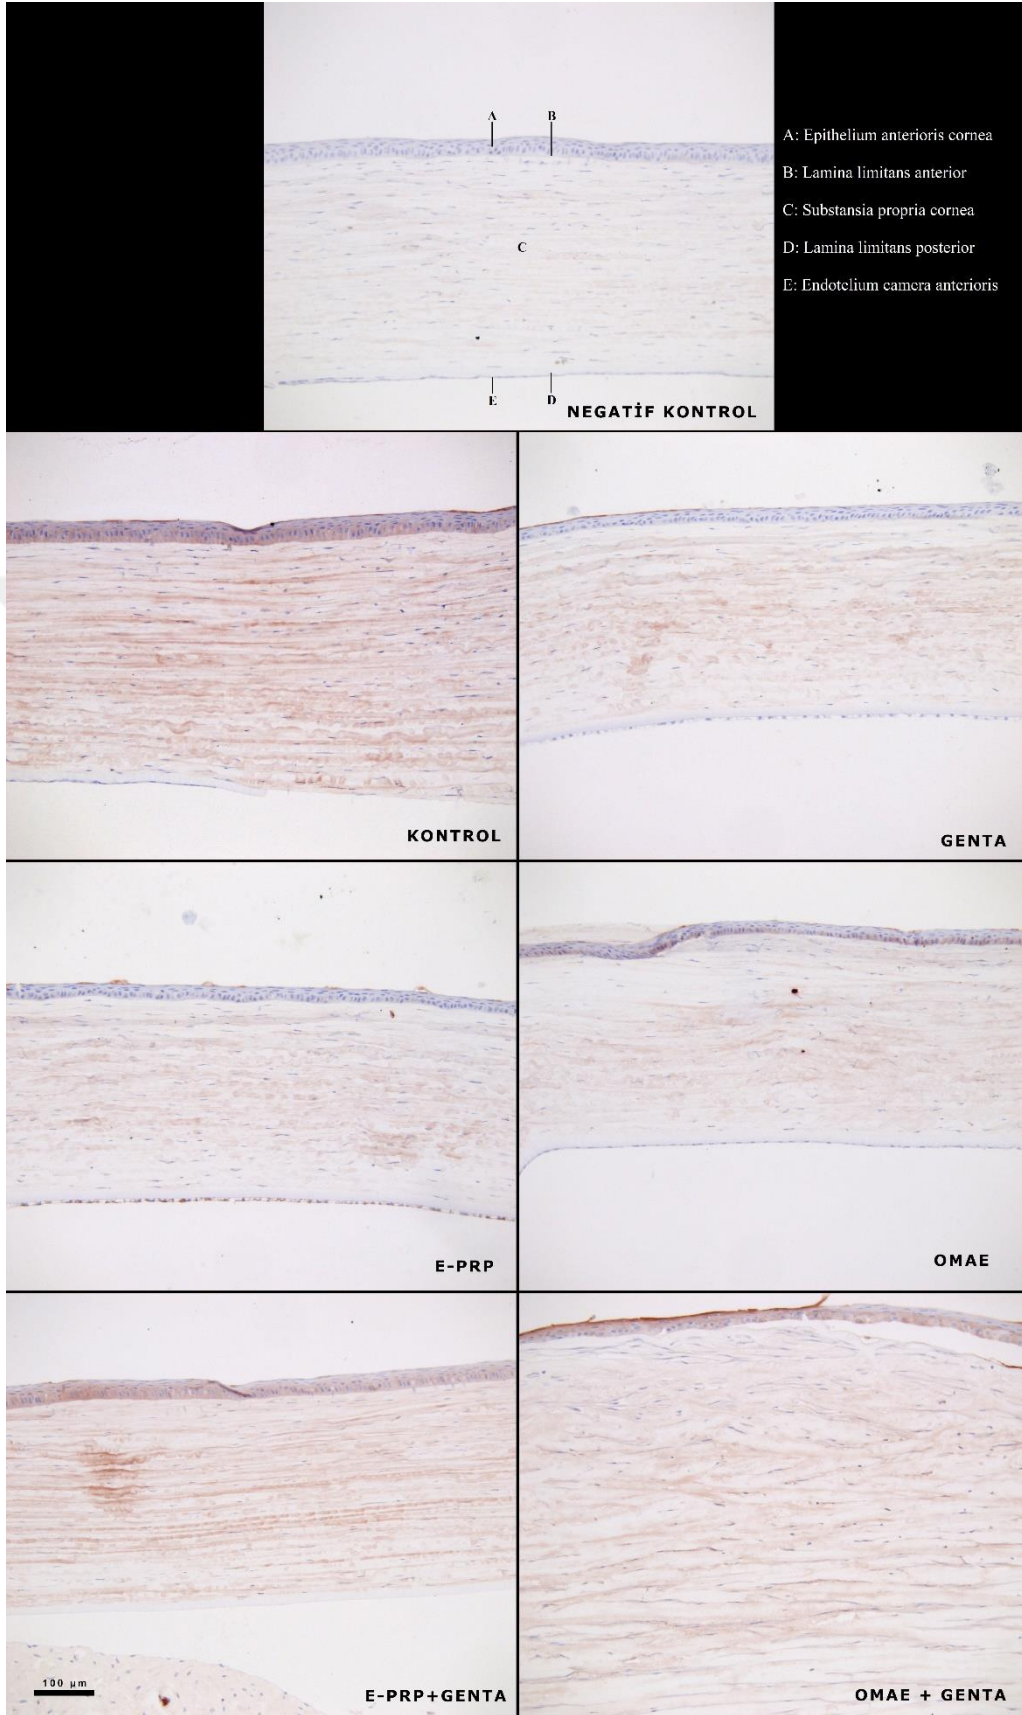 A B
A: Epithelium anterioris cornea
B: Lamina limitans anterior
C: Substansia propria cornea
C
D: Lamina limitans posterior
E: Endotelium camera anterioris
E D
NEGATİF KONTROL
KONTROL
GENTA
E-PRP
OMAE
100 µm
E-PRP+GENTA
OMAE + GENTA